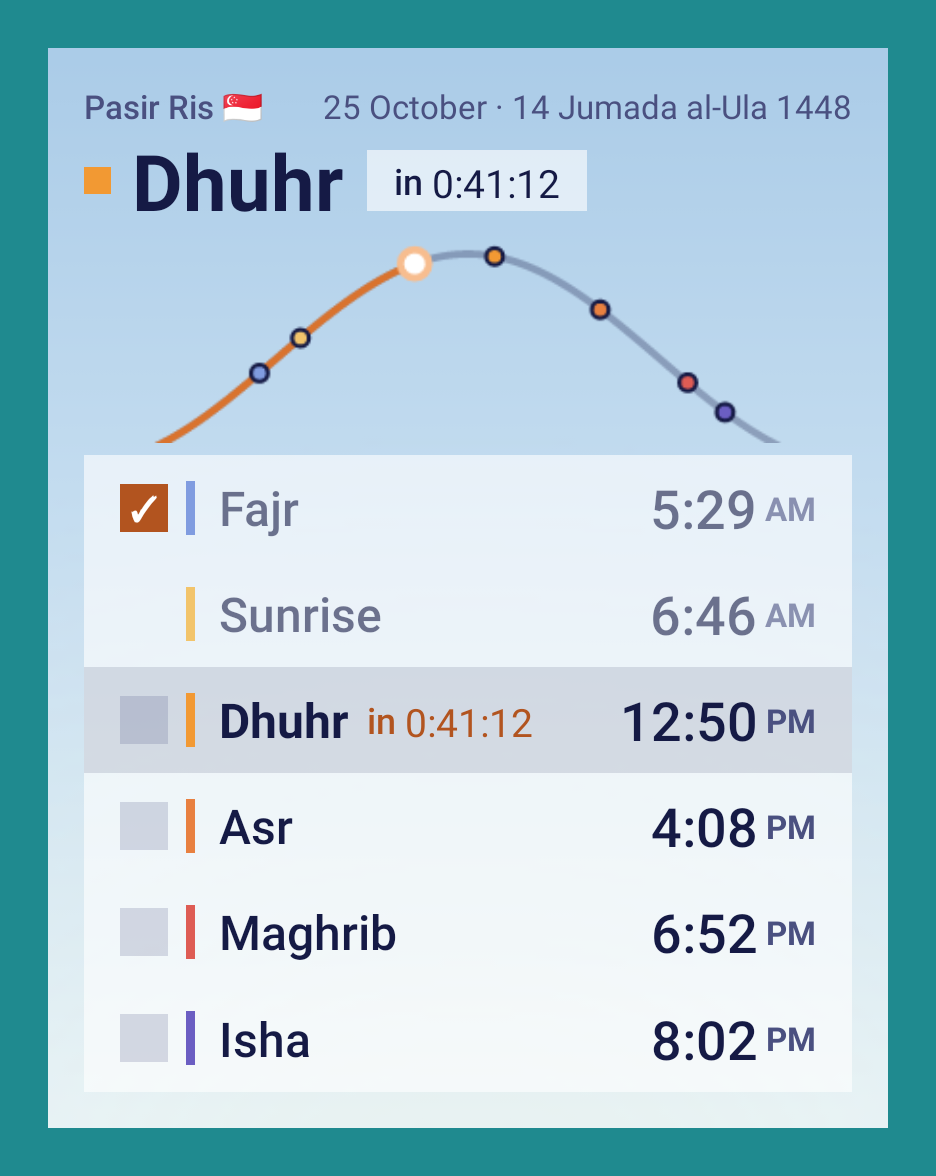 Pasir Ris 🇸🇬 25 October · 14 Jumada al-Ula 1448
Dhuhr in 0:41:12
✓ Fajr 5:29 AM
Sunrise 6:46 AM
Dhuhr in 0:41:12 12:50 PM
Asr 4:08 PM
Maghrib 6:52 PM
Isha 8:02 PM